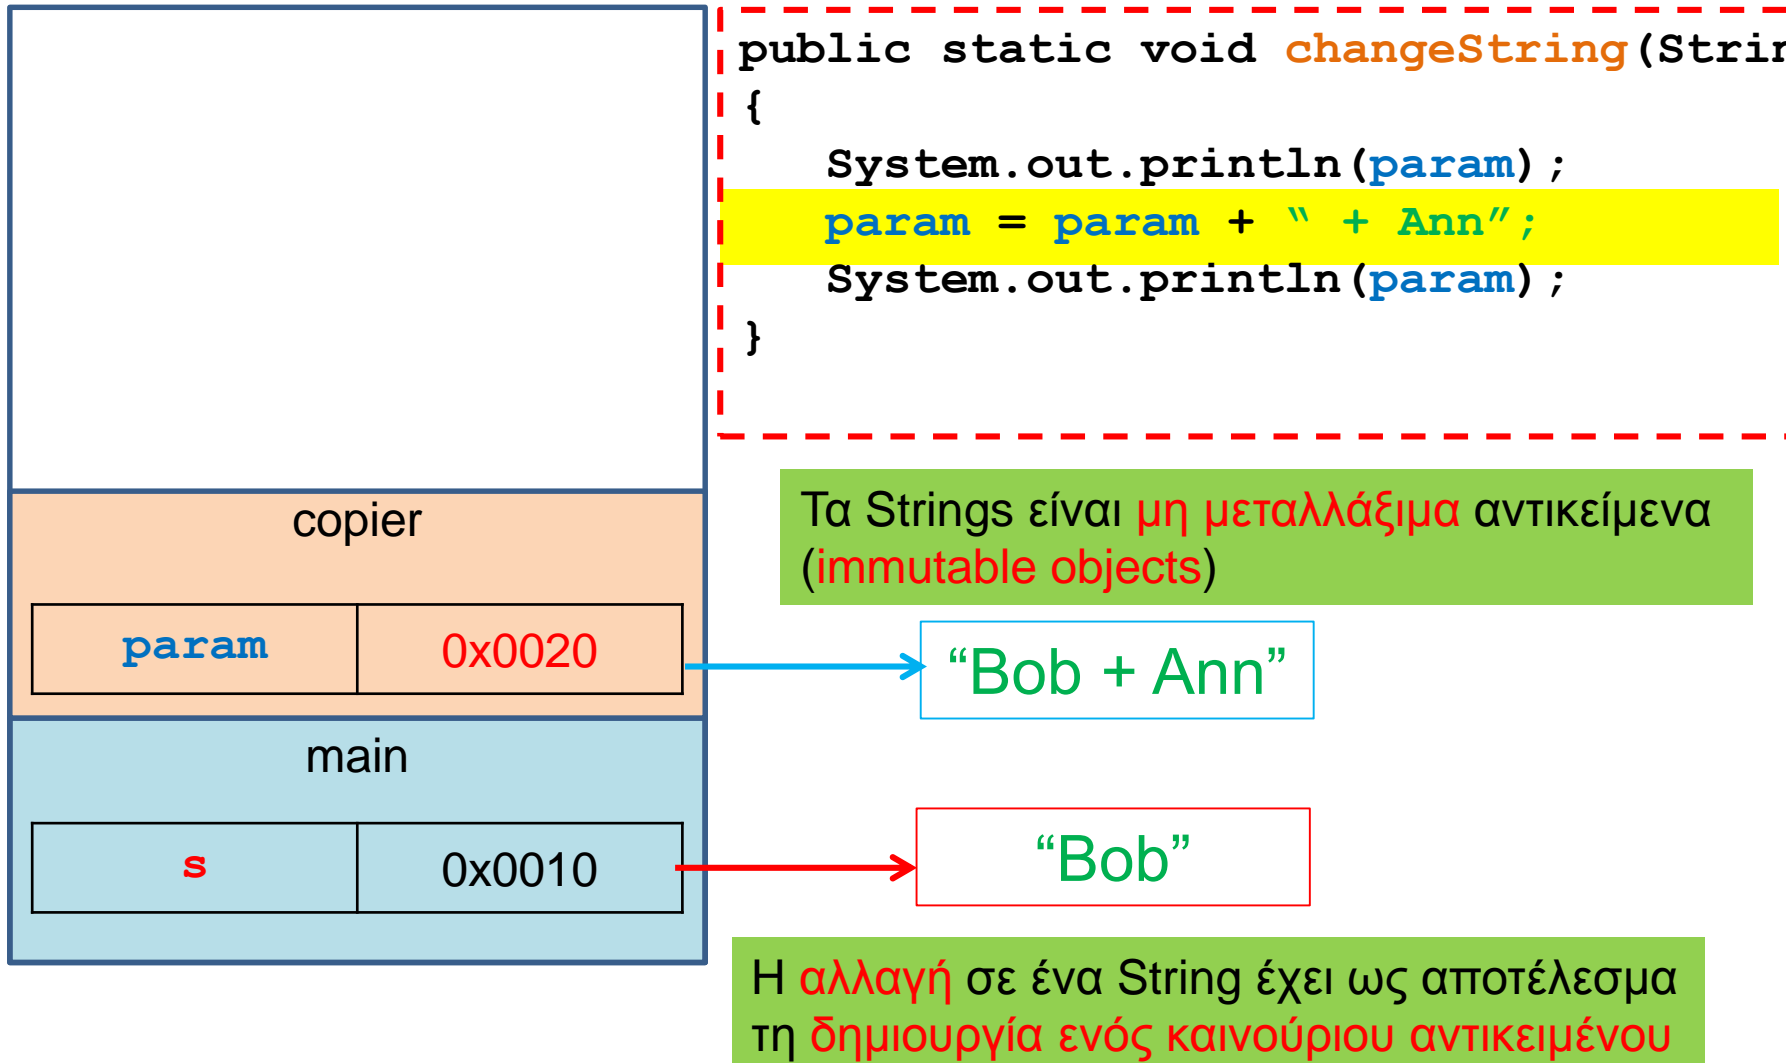 public static void changeString(Strin
{
System.out.println(param);
param = param + “ + Ann”;
System.out.println(param);
}
copier
param 0x0020
main
s 0x0010
Τα Strings είναι μη μεταλλάξιμα αντικείμενα
(immutable objects)
“Bob + Ann”
“Bob”
Η αλλαγή σε ένα String έχει ως αποτέλεσμα
τη δημιουργία ενός καινούριου αντικειμένου